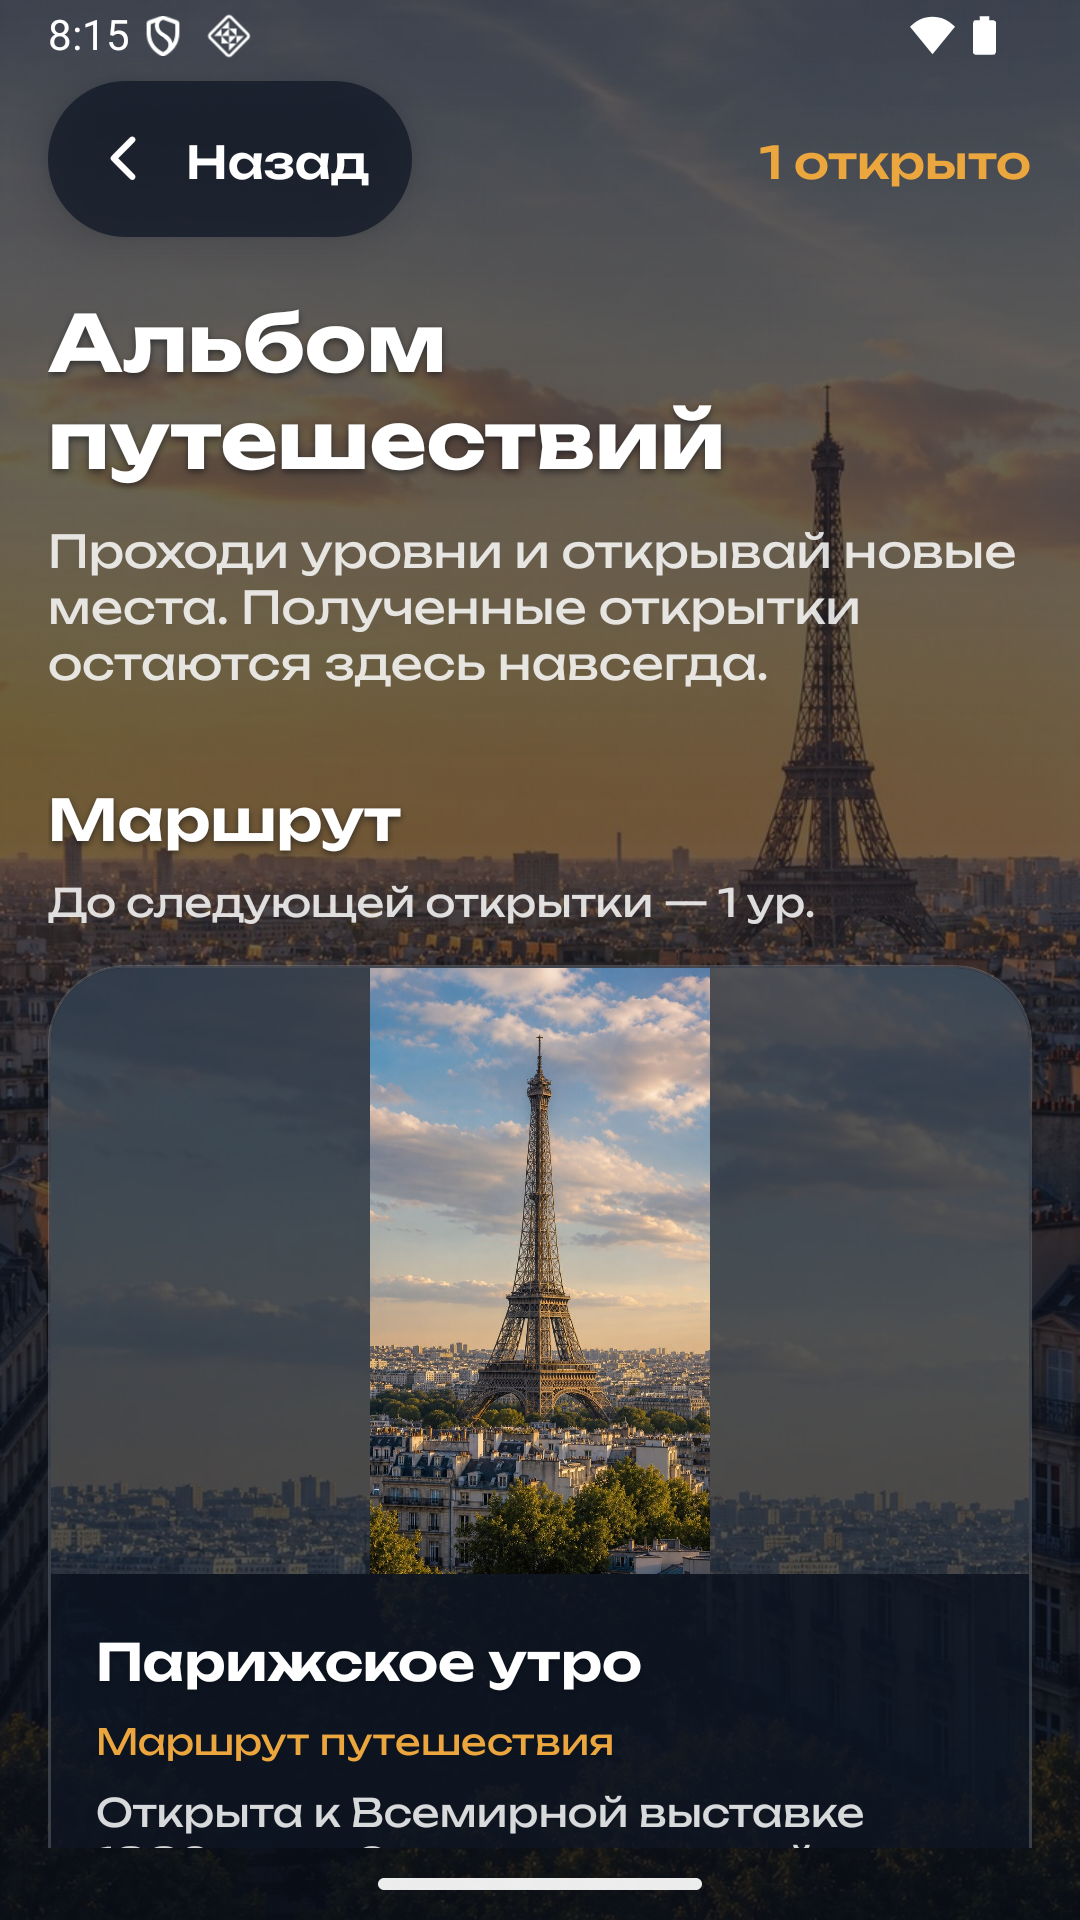 8:15
Назад
1 открыто
Альбом
путешествий
Проходи уровни и открывай новые
места. Полученные открытки
остаются здесь навсегда.
Маршрут
До следующей открытки — 1 ур.
Парижское утро
Маршрут путешествия
Открыта к Всемирной выставке